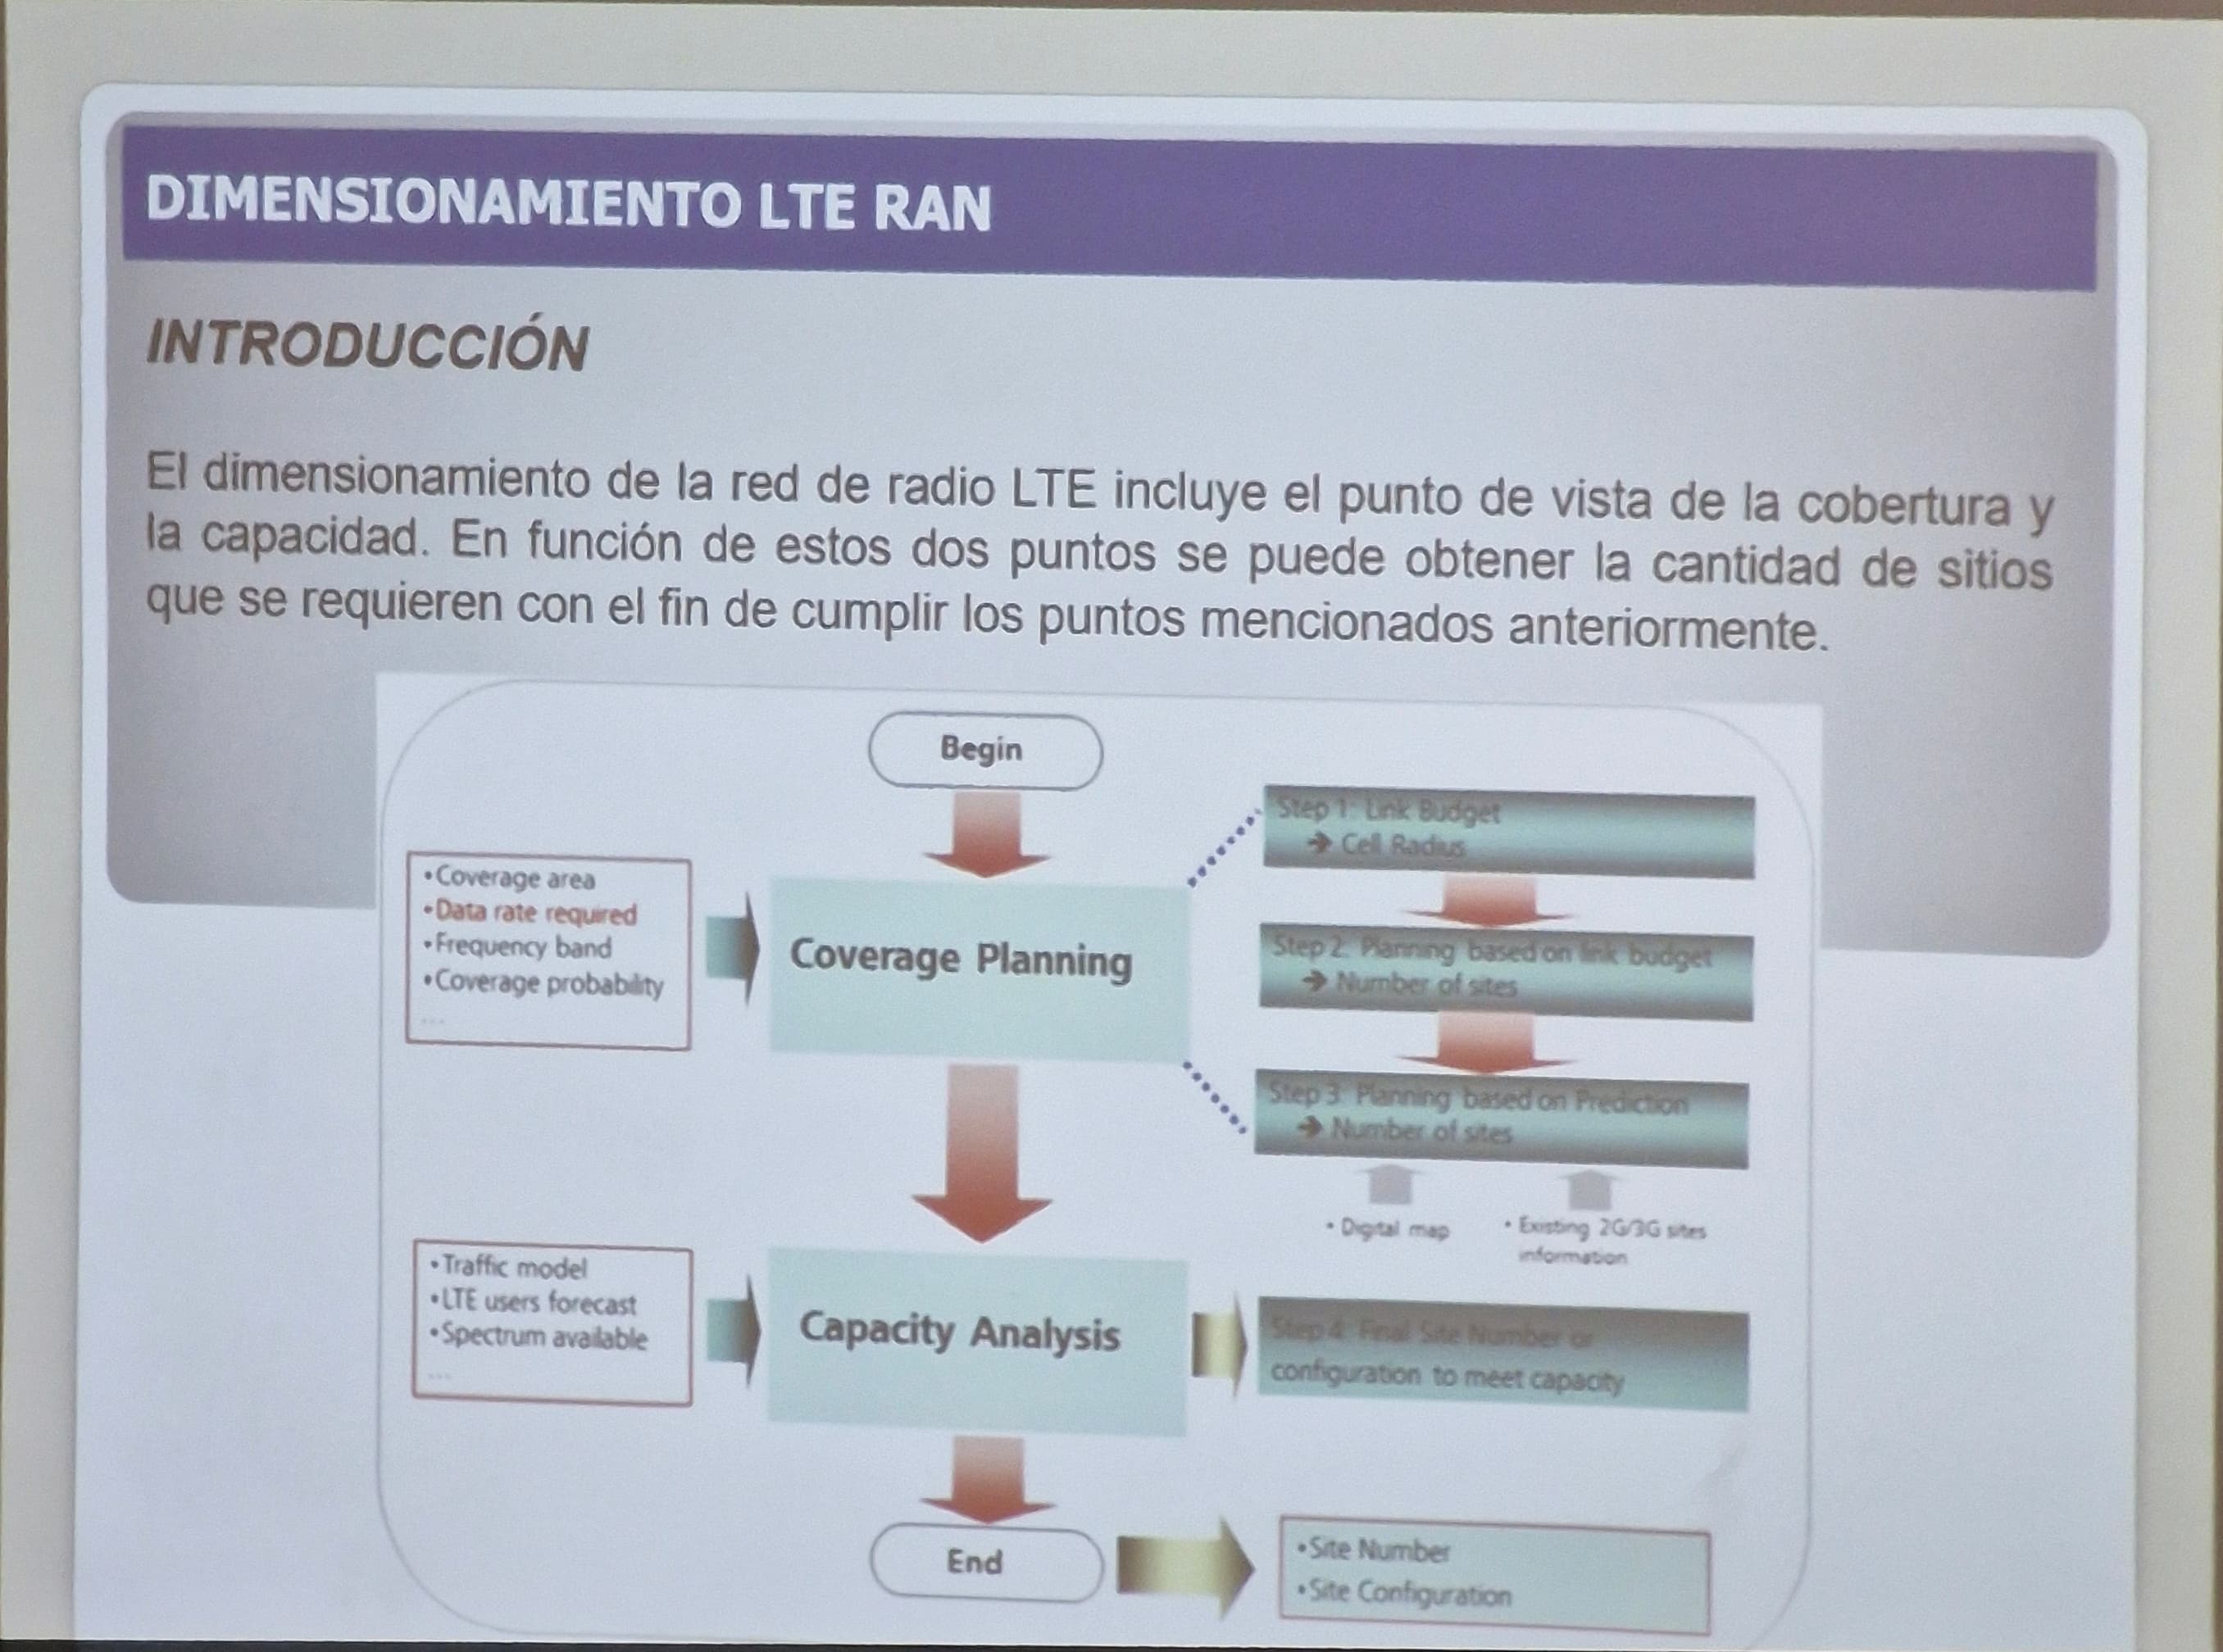 DIMENSIONAMIENTO LTE RAN
INTRODUCCIÓN
El dimensionamiento de la red de radio LTE incluye el punto de vista de la cobertura y
la capacidad. En función de estos dos puntos se puede obtener la cantidad de sitios
que se requieren con el fin de cumplir los puntos mencionados anteriormente.
Begin
•Coverage area
•Data rate required
•Frequency band
•Coverage probability
...
Coverage Planning
Step 1: Link Budget
➔ Cell Radius
Step 2: Planning based on link budget
➔ Number of sites
Step 3: Planning based on Prediction
➔ Number of sites
• Digital map
• Existing 2G/3G sites
information
•Traffic model
•LTE users forecast
•Spectrum available
...
Capacity Analysis
Step 4: Final Site Number or
configuration to meet capacity
End
•Site Number
•Site Configuration